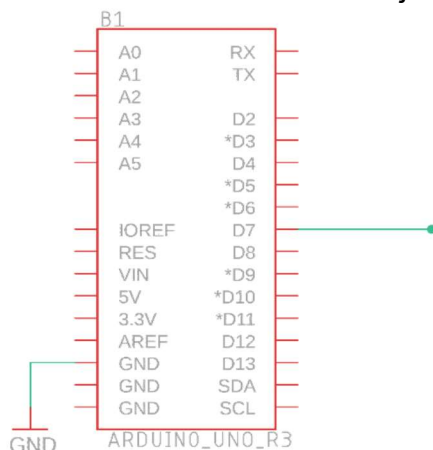 B1
A0 RX
A1 TX
A2
A3 D2
A4 *D3
A5 D4
*D5
*D6
IOREF D7
RES D8
VIN *D9
5V *D10
3.3V *D11
AREF D12
GND D13
GND SDA
GND SCL
GND
ARDUINO_UNO_R3